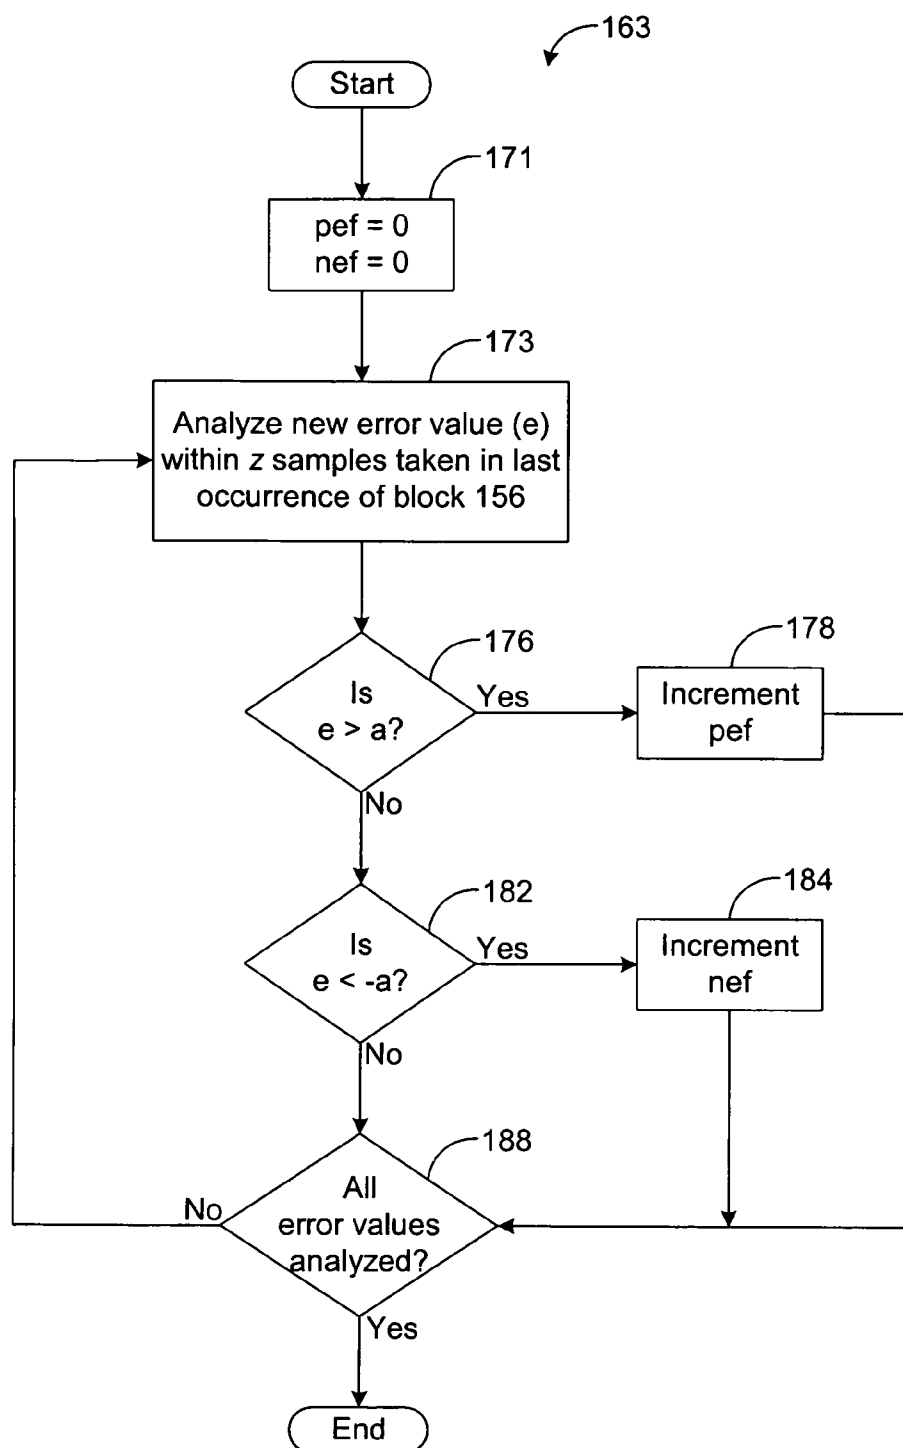 163
Start
171
pef = 0
nef = 0
173
Analyze new error value (e)
within z samples taken in last
occurrence of block 156
176
Is
e > a?
Yes
178
Increment
pef
No
182
Is
e < -a?
Yes
184
Increment
nef
No
188
All
error values
analyzed?
No
Yes
End